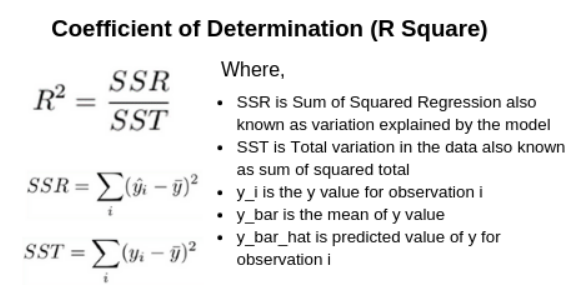 Coefficient of Determination (R Square)
R² = SSR / SST
SSR = ∑_i (ŷ_i − ȳ)²
SST = ∑_i (y_i − ȳ)²
Where,
• SSR is Sum of Squared Regression also
known as variation explained by the model
• SST is Total variation in the data also known
as sum of squared total
• y_i is the y value for observation i
• y_bar is the mean of y value
• y_bar_hat is predicted value of y for
observation i